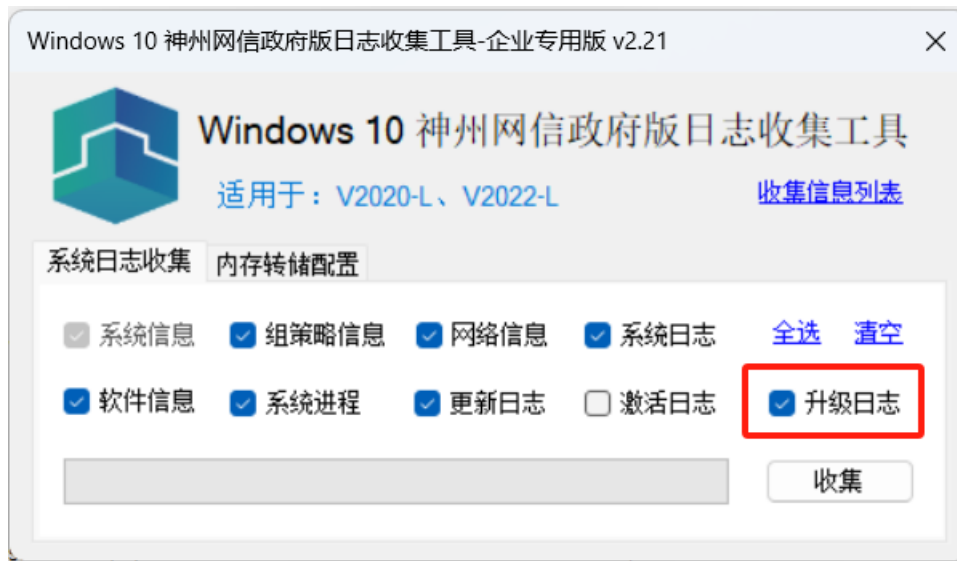 Windows 10 神州网信政府版日志收集工具-企业专用版 v2.21
Windows 10 神州网信政府版日志收集工具
适用于：V2020-L、V2022-L 收集信息列表
系统日志收集 内存转储配置
系统信息 组策略信息 网络信息 系统日志 全选 清空
软件信息 系统进程 更新日志 激活日志 升级日志
收集